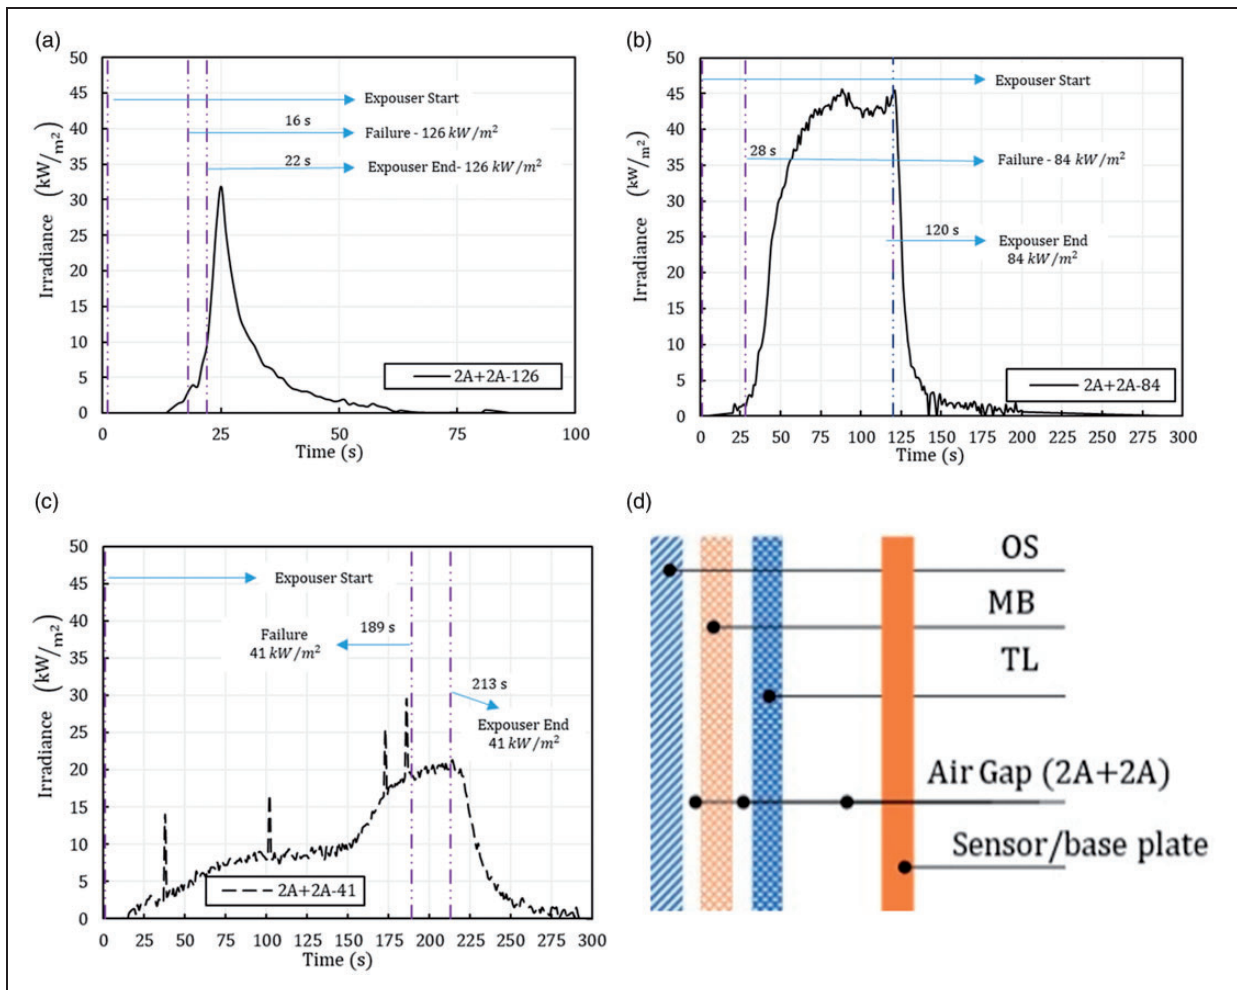 (a)
50
45
40
35
30
25
20
15
10
5
0
Irradiance (kW/m²)
Expouser Start
16 s
Failure - 126 kW/m²
22 s
Expouser End- 126 kW/m²
2A+2A-126
0 25 50 75 100
Time (s)
(b)
50
45
40
35
30
25
20
15
10
5
0
Irradiance (kW/m²)
Expouser Start
28 s
Failure - 84 kW/m²
120 s
Expouser End
84 kW/m²
2A+2A-84
0 25 50 75 100 125 150 175 200 225 250 275 300
Time (s)
(c)
50
45
40
35
30
25
20
15
10
5
0
Irradiance (kW/m²)
Expouser Start
Failure
41 kW/m²
189 s
213 s
Expouser End
41 kW/m²
2A+2A-41
0 25 50 75 100 125 150 175 200 225 250 275 300
Time (s)
(d)
OS
MB
TL
Air Gap (2A+2A)
Sensor/base plate